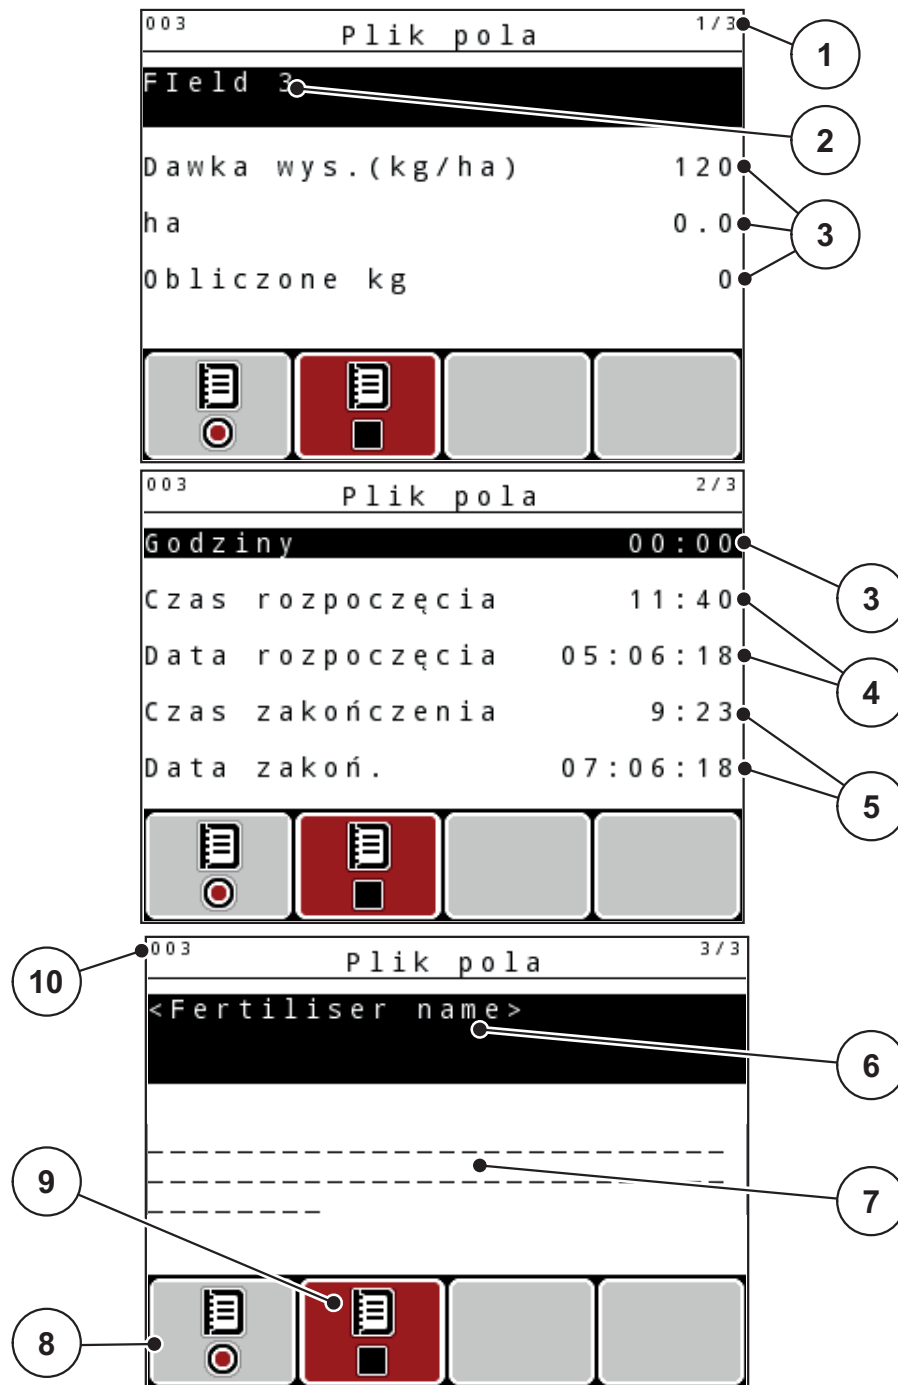 003 Plik pola 1/3
1
FIeld 3
2
Dawka wys.(kg/ha) 120
ha 0.0
3
Obliczone kg 0
003 Plik pola 2/3
Godziny 00:00
3
Czas rozpoczęcia 11:40
Data rozpoczęcia 05:06:18
4
Czas zakończenia 9:23
Data zakoń. 07:06:18
5
003 Plik pola 3/3
10
<Fertiliser name>
6
9
7
8